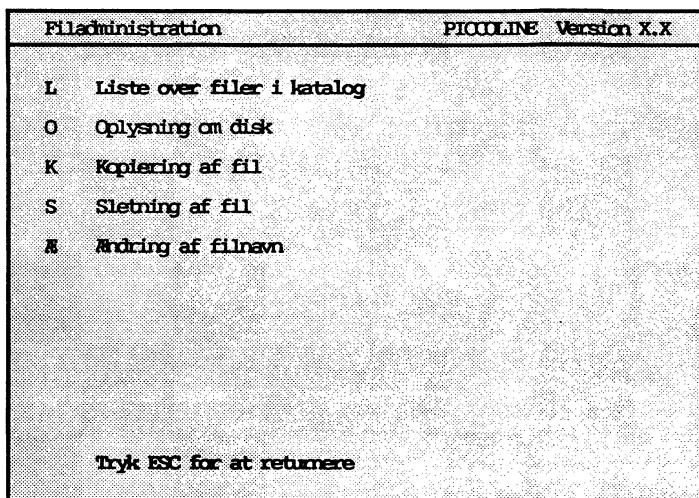 Filadministration PICCOLINE Version X.X
L Liste over filer i katalog
O Oplysning om disk
K Kopiering af fil
S Sletning af fil
Æ Ændring af filnavn
Tryk ESC for at returnere